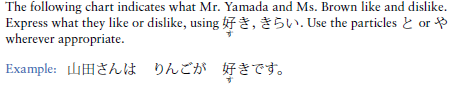 The following chart indicates what Mr. Yamada and Ms. Brown like and dislike.
Express what they like or dislike, using 好き, きらい. Use the particles と or や
す
wherever appropriate.
Example: 山田さんは りんごが 好きです。
す